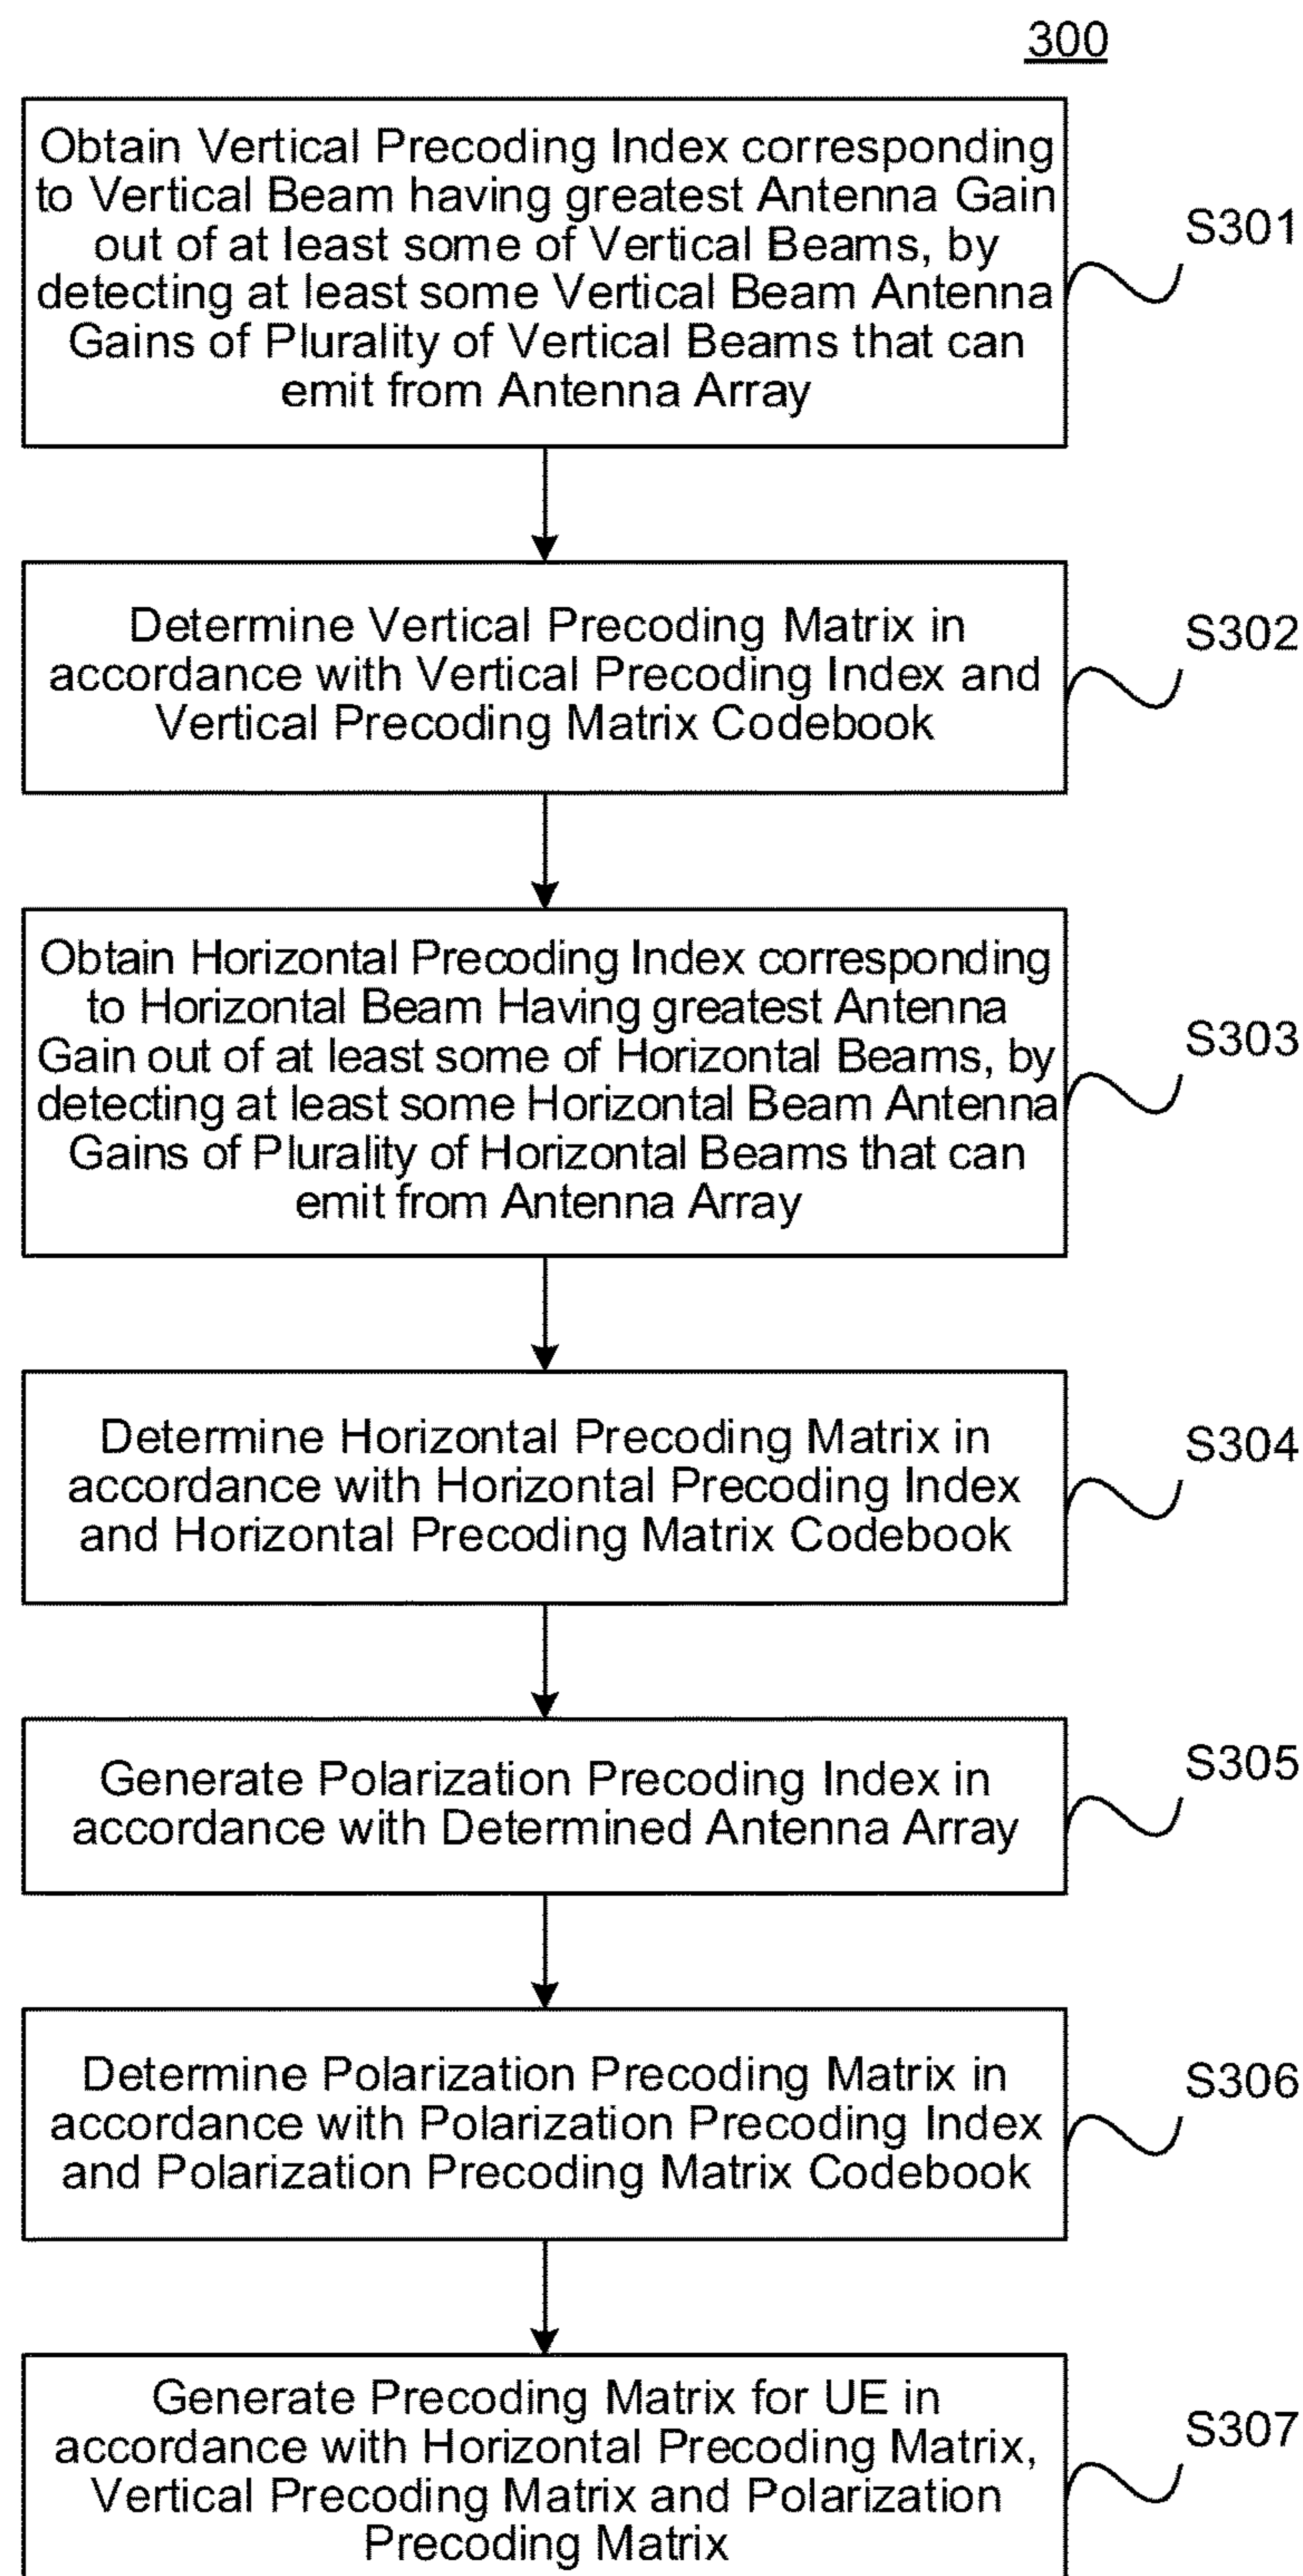 300
Obtain Vertical Precoding Index corresponding
to Vertical Beam having greatest Antenna Gain
out of at least some of Vertical Beams, by
detecting at least some Vertical Beam Antenna
Gains of Plurality of Vertical Beams that can
emit from Antenna Array
S301
Determine Vertical Precoding Matrix in
accordance with Vertical Precoding Index and
Vertical Precoding Matrix Codebook
S302
Obtain Horizontal Precoding Index corresponding
to Horizontal Beam Having greatest Antenna
Gain out of at least some of Horizontal Beams, by
detecting at least some Horizontal Beam Antenna
Gains of Plurality of Horizontal Beams that can
emit from Antenna Array
S303
Determine Horizontal Precoding Matrix in
accordance with Horizontal Precoding Index
and Horizontal Precoding Matrix Codebook
S304
Generate Polarization Precoding Index in
accordance with Determined Antenna Array
S305
Determine Polarization Precoding Matrix in
accordance with Polarization Precoding Index
and Polarization Precoding Matrix Codebook
S306
Generate Precoding Matrix for UE in
accordance with Horizontal Precoding Matrix,
Vertical Precoding Matrix and Polarization
Precoding Matrix
S307